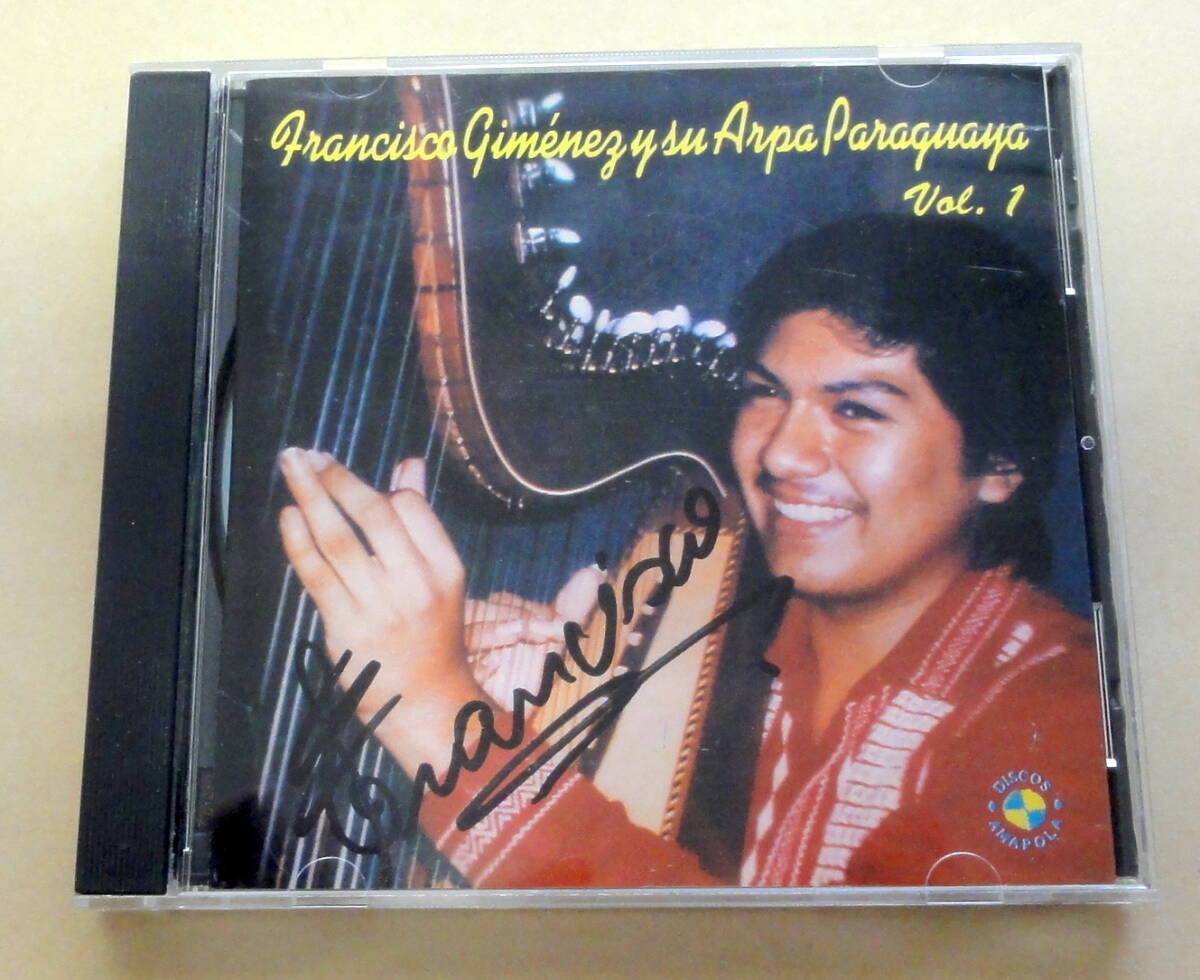 Francisco Giménez y su Arpa Paraguaya
Vol. 1
Francisco
DISCOS
AMAPOLA